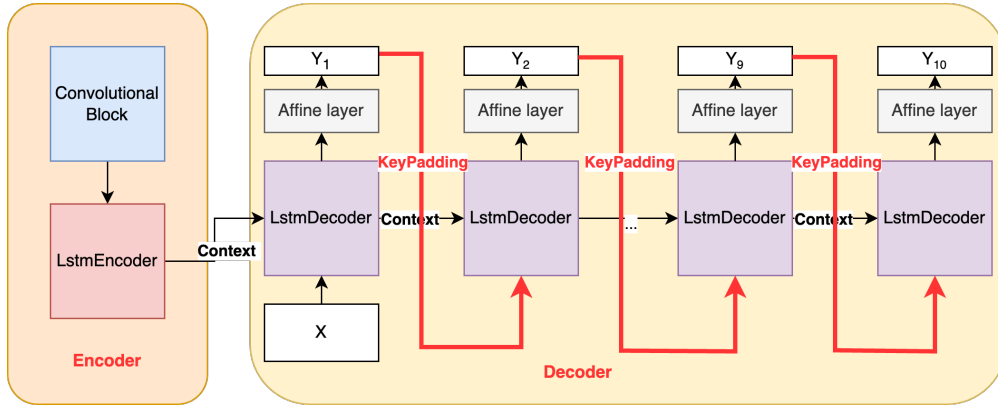 Convolutional
Block
LstmEncoder
Encoder
Context
Y1
Y2
Y9
Y10
Affine layer
Affine layer
Affine layer
Affine layer
KeyPadding
KeyPadding
KeyPadding
LstmDecoder
Context
LstmDecoder
...
LstmDecoder
Context
LstmDecoder
X
Decoder